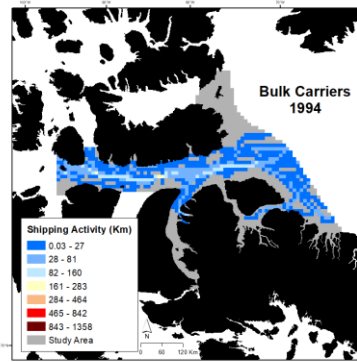 Bulk Carriers
1994
Shipping Activity (Km)
0.03 - 27
28 - 81
82 - 160
161 - 283
284 - 464
465 - 842
843 - 1358
Study Area
N
0
60
120 Km